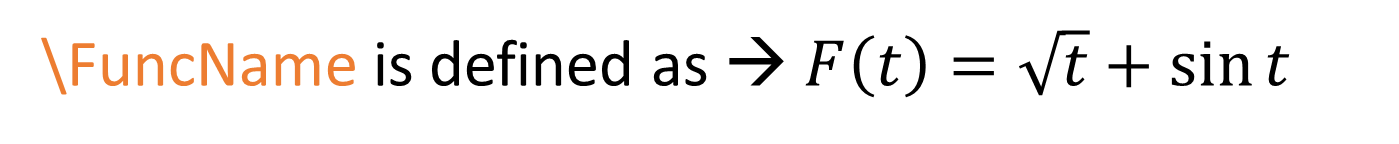 \FuncName is defined as → F(t) = √t + sin t